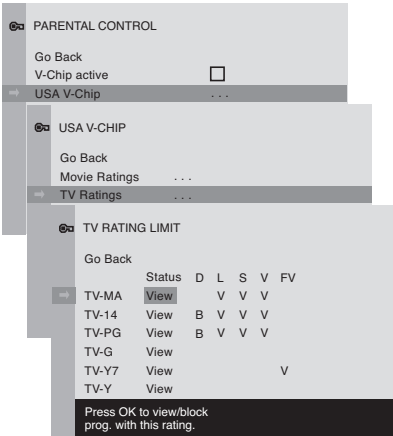 PARENTAL CONTROL
Go Back
V-Chip active
USA V-Chip ...
USA V-CHIP
Go Back
Movie Ratings ...
TV Ratings ...
TV RATING LIMIT
Go Back
Status D L S V FV
TV-MA View V V V
TV-14 View B V V V
TV-PG View B V V V
TV-G View
TV-Y7 View V
TV-Y View
Press OK to view/block
prog. with this rating.